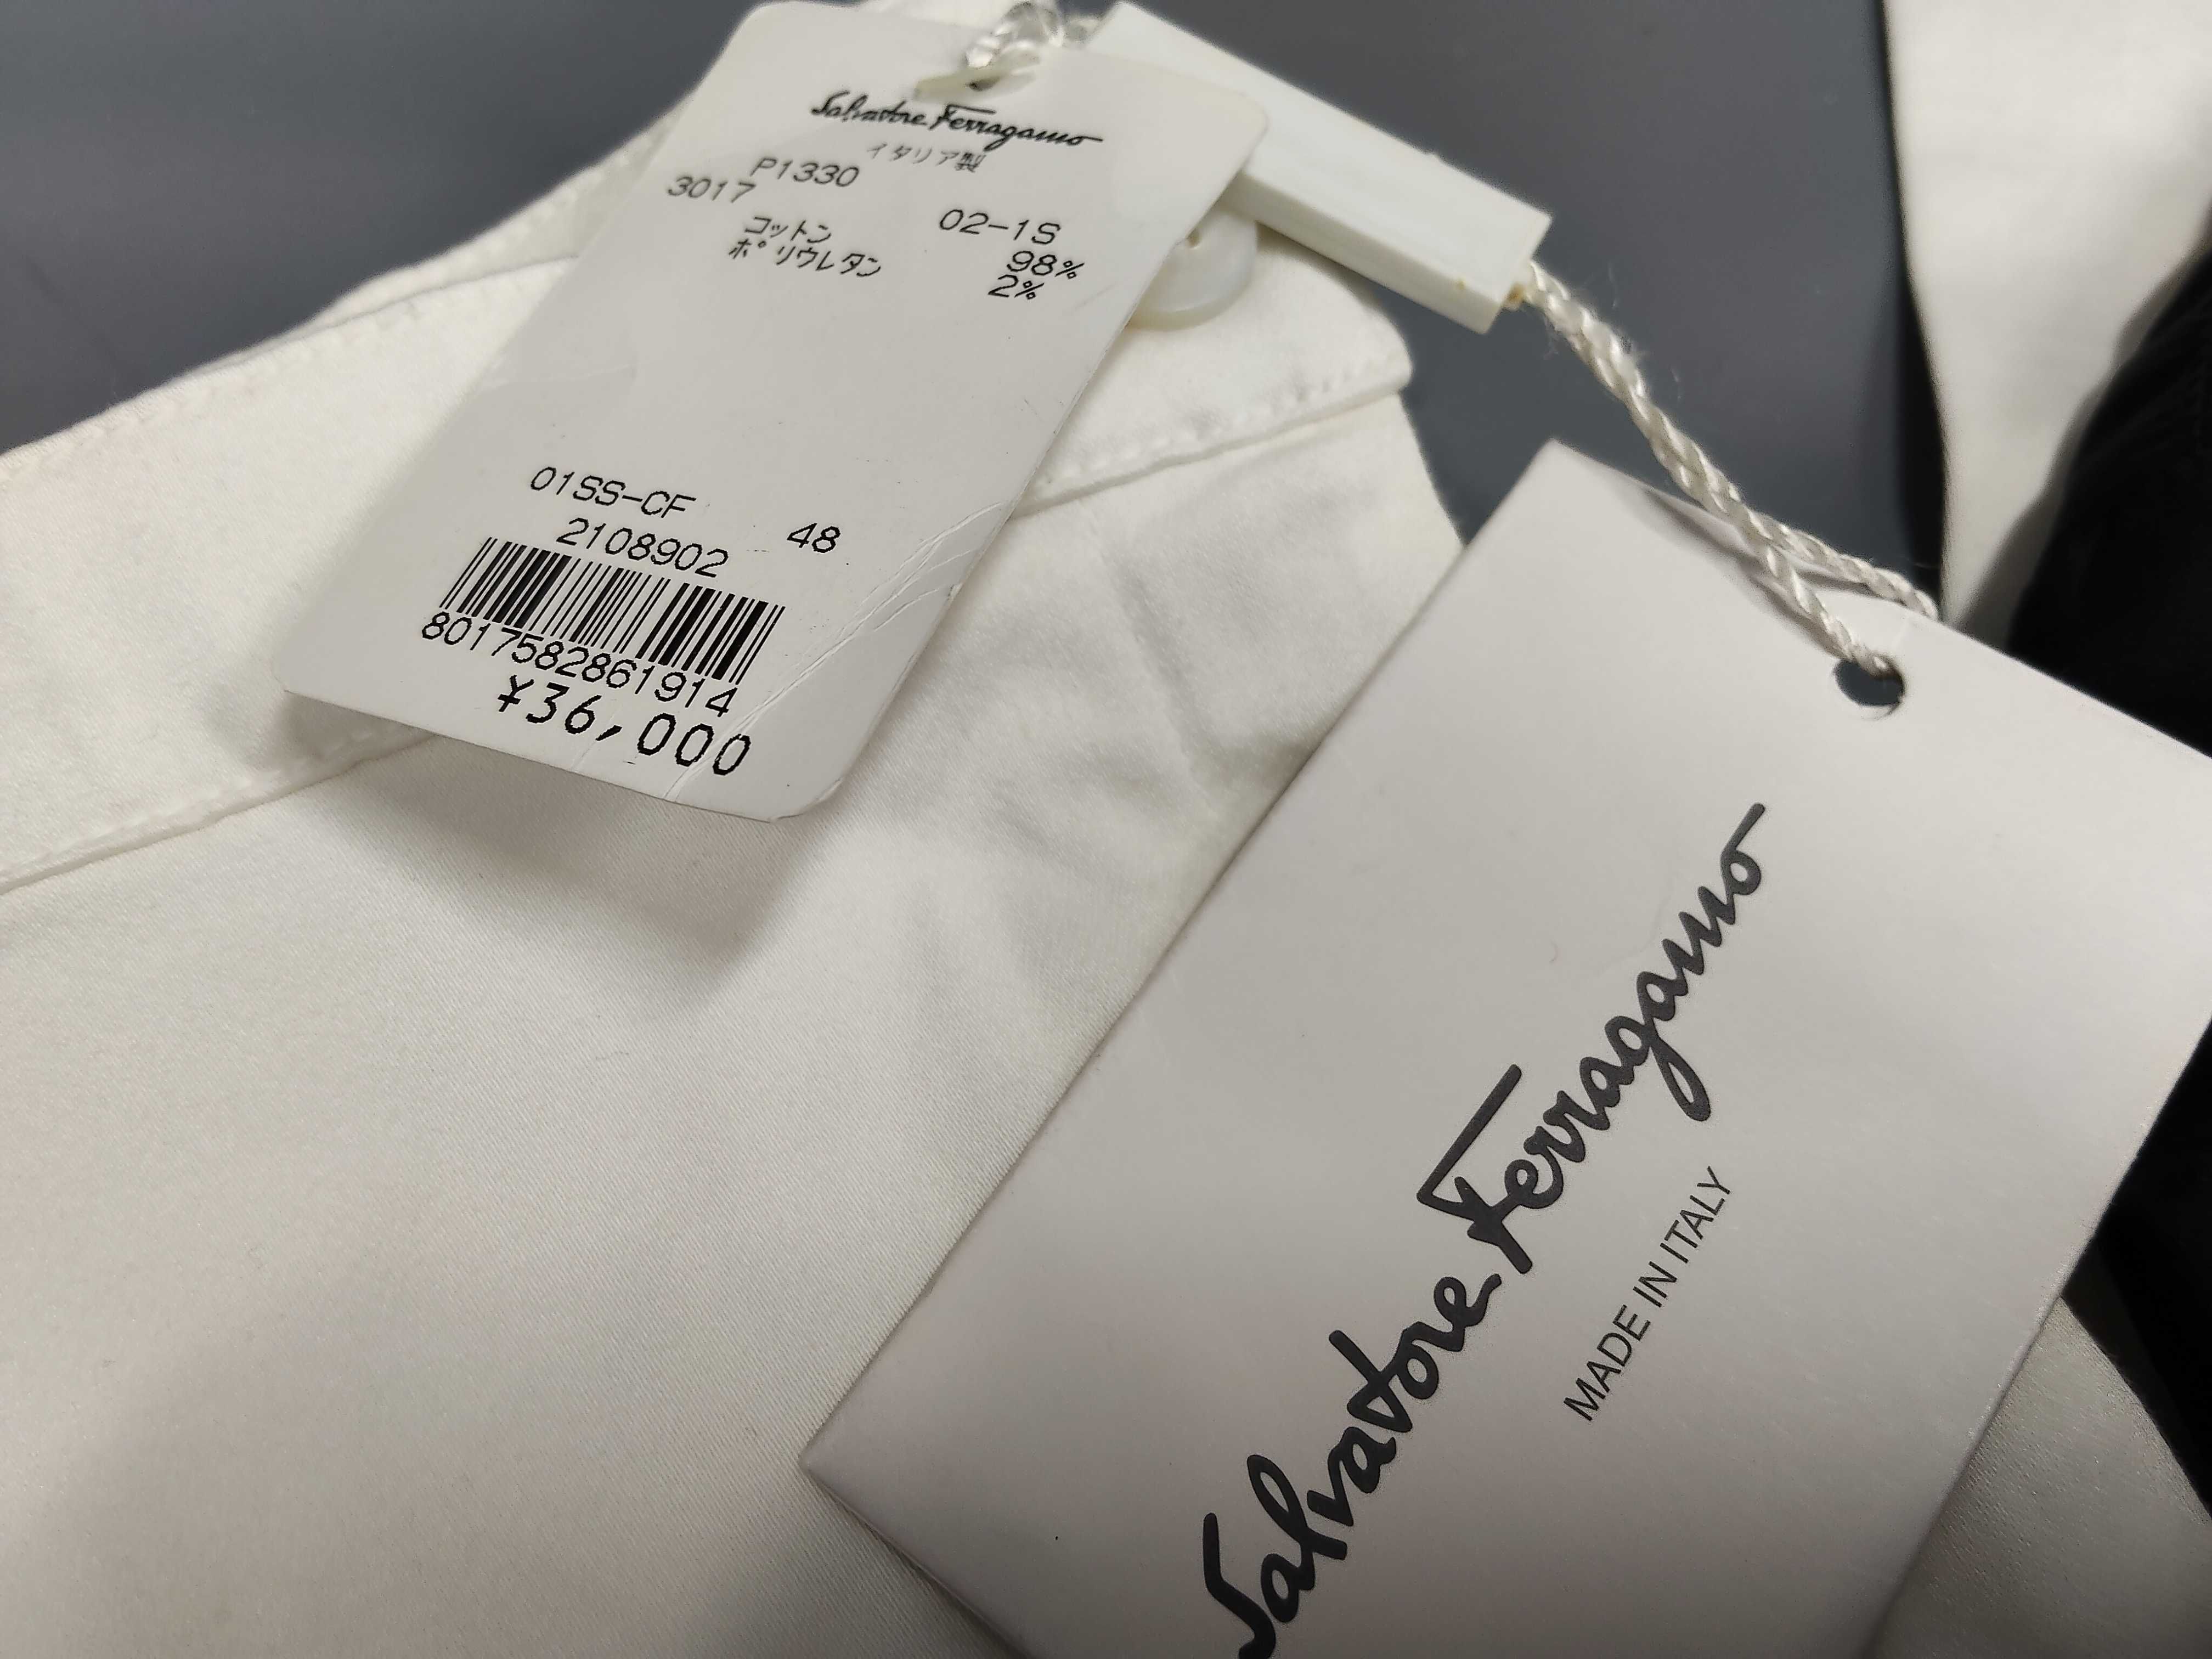 Salvatore Ferragamo
イタリア製
P1330
3017
02-1S
コットン 98%
ポリウレタン 2%
01SS-CF
2108902 48
8017582861914
¥36,000
Salvatore Ferragamo
MADE IN ITALY